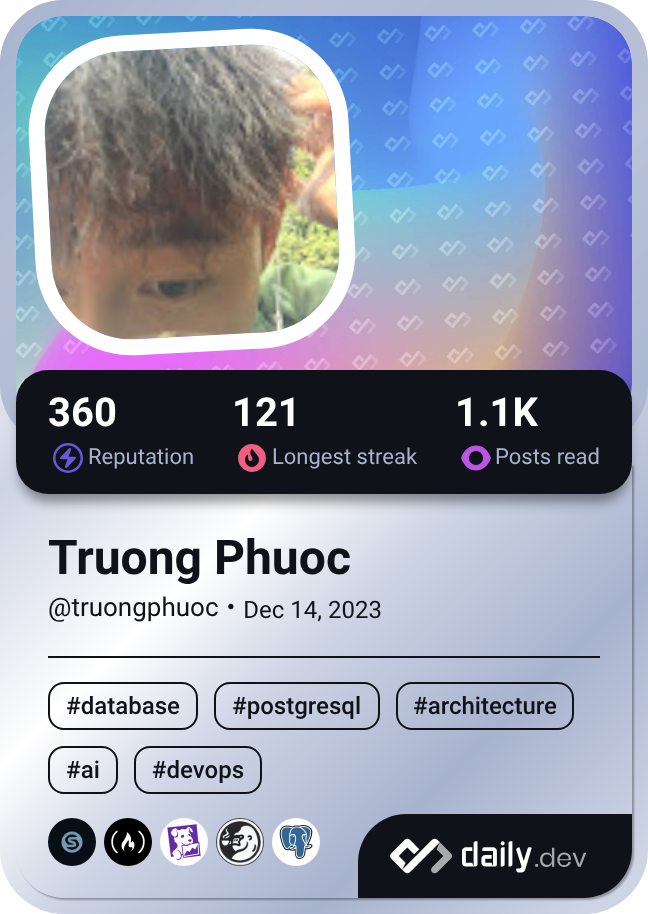 360 121 1.1K
Reputation Longest streak Posts read
Truong Phuoc
@truongphuoc • Dec 14, 2023
#database #postgresql #architecture
#ai #devops
daily.dev